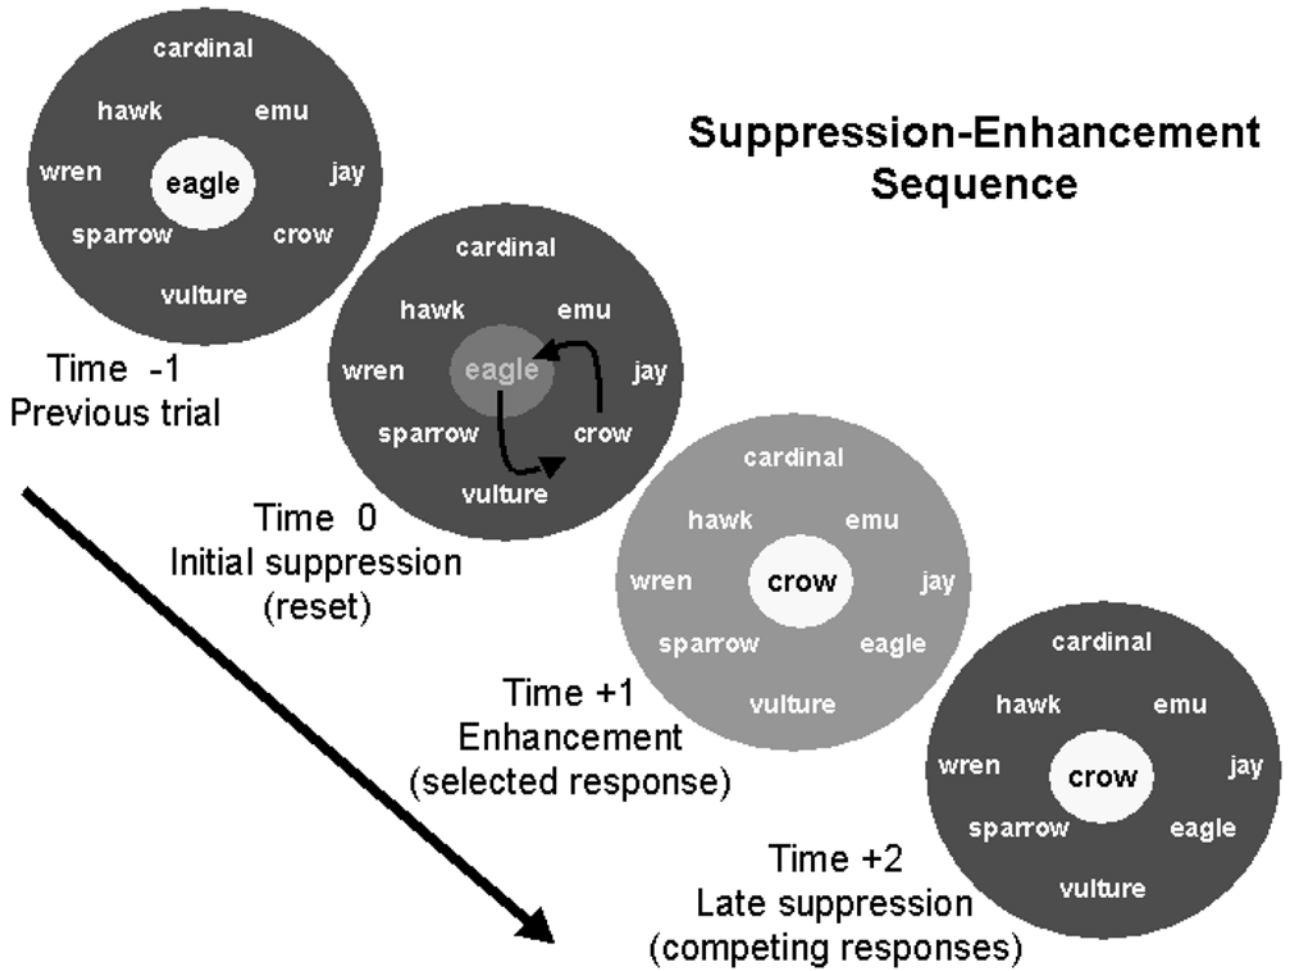 Suppression-Enhancement
Sequence
cardinal
hawk emu
wren eagle jay
sparrow crow
vulture
Time -1
Previous trial
cardinal
hawk emu
wren eagle jay
sparrow crow
vulture
Time 0
Initial suppression
(reset)
cardinal
hawk emu
wren crow jay
sparrow eagle
vulture
Time +1
Enhancement
(selected response)
cardinal
hawk emu
wren crow jay
sparrow eagle
vulture
Time +2
Late suppression
(competing responses)